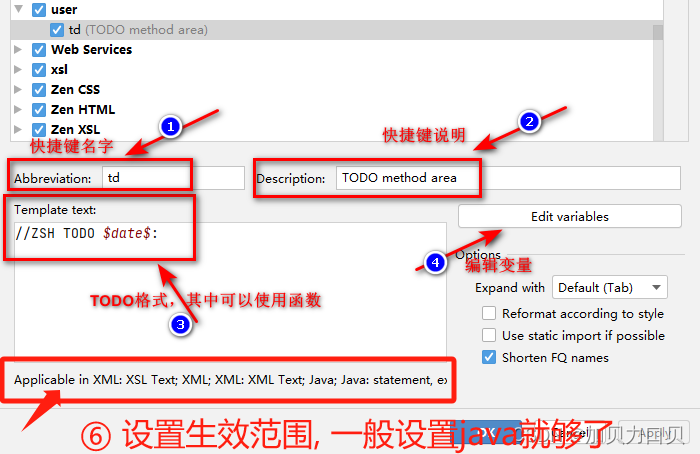 user
td (TODO method area)
Web Services
xsl
Zen CSS
Zen HTML
Zen XSL
1
2
快捷键名字
快捷键说明
Abbreviation: td
Description: TODO method area
Template text:
//ZSH TODO $date$:
Edit variables
4
编辑变量
Options
TODO格式，其中可以使用函数
3
Expand with Default (Tab)
Reformat according to style
Use static import if possible
Shorten FQ names
Applicable in XML: XSL Text; XML; XML: XML Text; Java; Java: statement, ex
⑥ 设置生效范围, 一般设置java就够了
OK
Cancel
Apply